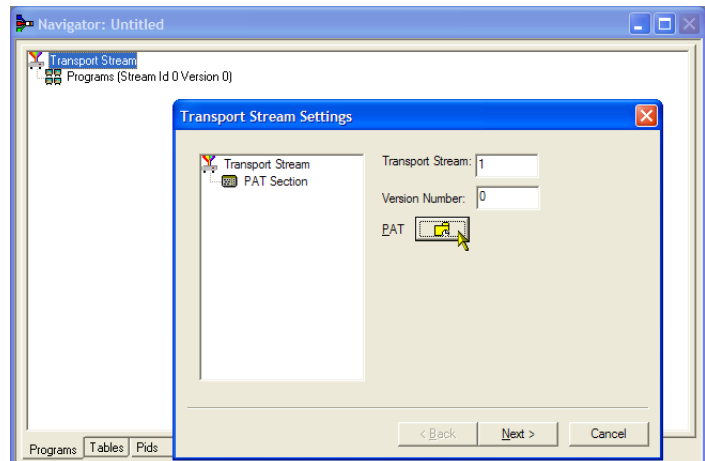 Navigator: Untitled
Transport Stream
Programs (Stream Id 0 Version 0)
Transport Stream Settings
Transport Stream
PAT Section
Transport Stream: 1
Version Number: 0
PAT
< Back Next > Cancel
Programs Tables Pids